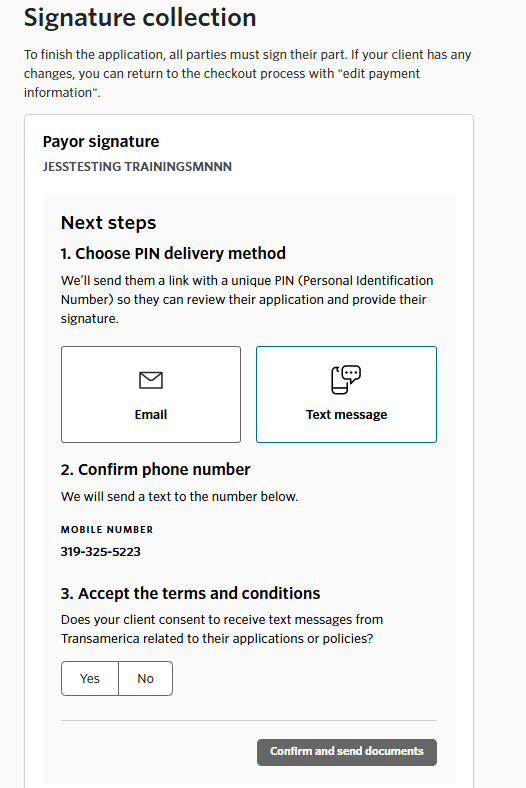 Signature collection
To finish the application, all parties must sign their part. If your client has any
changes, you can return to the checkout process with "edit payment
information".
Payor signature
JESSTESTING TRAININGSMNNN
Next steps
1. Choose PIN delivery method
We'll send them a link with a unique PIN (Personal Identification
Number) so they can review their application and provide their
signature.
Email
Text message
2. Confirm phone number
We will send a text to the number below.
MOBILE NUMBER
319-325-5223
3. Accept the terms and conditions
Does your client consent to receive text messages from
Transamerica related to their applications or policies?
Yes
No
Confirm and send documents